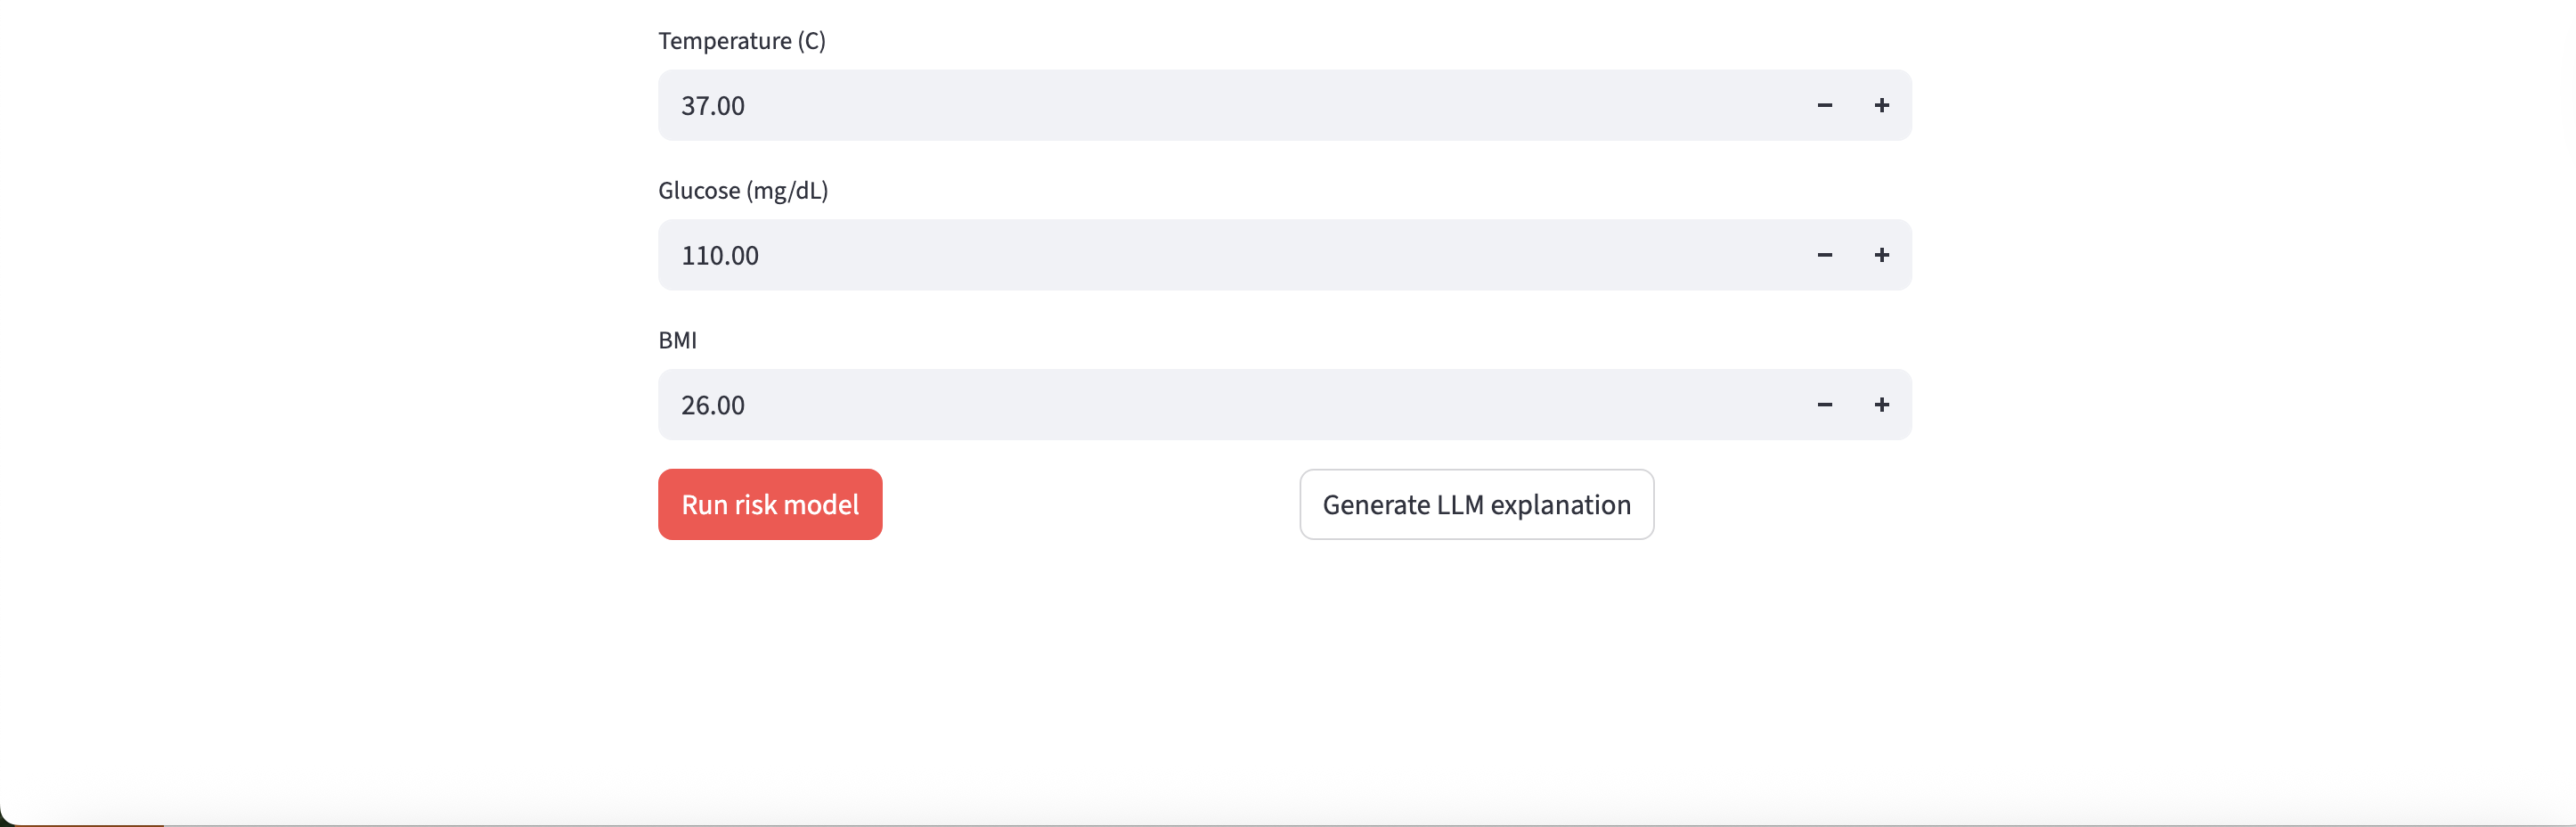 Temperature (C)
37.00
Glucose (mg/dL)
110.00
BMI
26.00
Run risk model
Generate LLM explanation